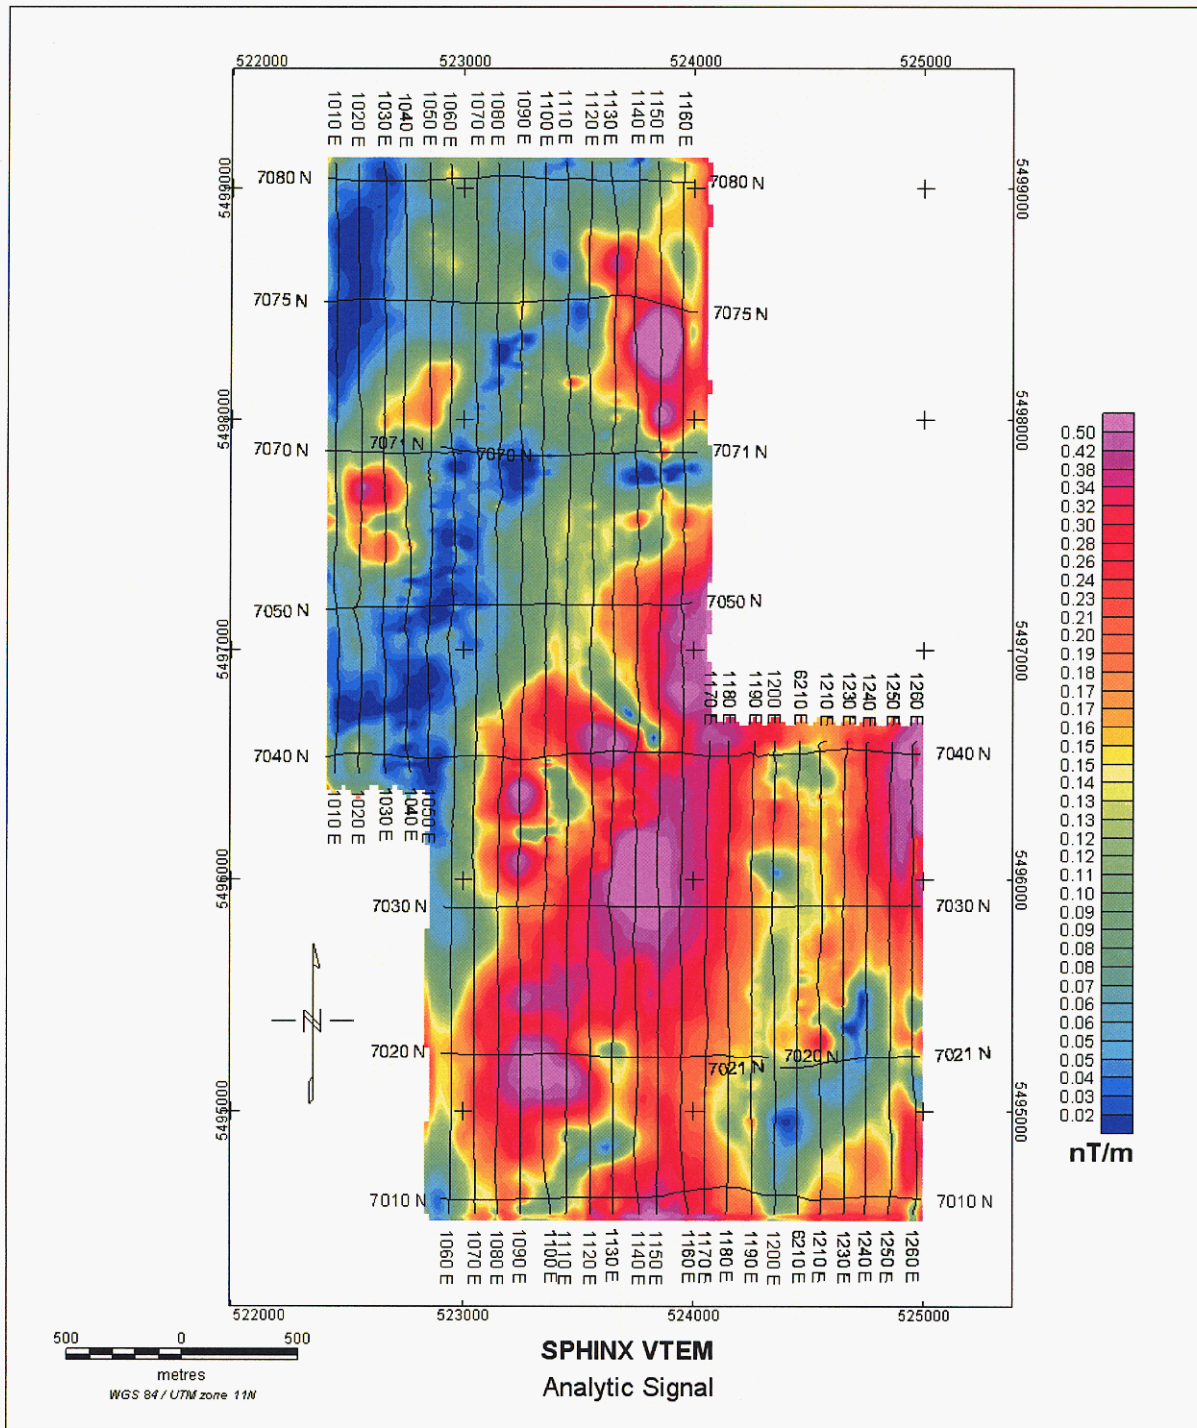 522000 523000 524000 525000
1010 E 1020 E 1030 E 1040 E 1050 E 1060 E 1070 E 1080 E 1090 E 1100 E 1110 E 1120 E 1130 E 1140 E 1150 E 1160 E
5499000 7080 N 7080 N 5499000
7075 N 7075 N
5498000 5498000
7070 N 7071 N 7070 N 7071 N
0.50
0.42
0.38
0.34
0.32
0.30
0.28
0.26
0.24
0.23
0.21
0.20
0.19
0.18
0.17
0.16
0.15
0.15
0.14
0.13
0.13
0.12
0.12
0.11
0.10
0.09
0.09
0.08
0.08
0.07
0.06
0.06
0.05
0.05
0.04
0.03
0.02
nT/m
7050 N 7050 N
5497000 5497000
1170 E 1180 E 1190 E 1200 E 6210 E 1210 E 1230 E 1240 E 1250 E 1260 E
7040 N 7040 N
1010 E 1020 E 1030 E 1040 E 1050 E
5496000 5496000
7030 N 7030 N
N
7020 N 7021 N 7020 N 7021 N
5495000 5495000
7010 N 7010 N
1060 E 1070 E 1080 E 1090 E 1100 E 1110 E 1120 E 1130 E 1140 E 1150 E 1160 E 1170 E 1180 E 1190 E 1200 E 6210 E 1210 E 1230 E 1240 E 1250 E 1260 E
522000 523000 524000 525000
500 0 500
metres
WGS 84 / UTM zone 11N
SPHINX VTEM
Analytic Signal